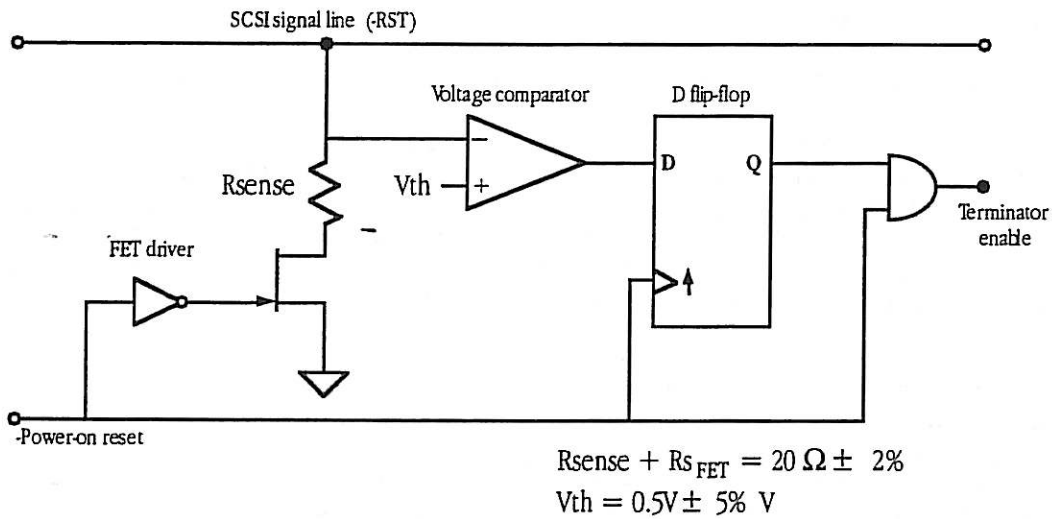 SCSI signal line (-RST)
Voltage comparator
D flip-flop
−
D
Q
Rsense
Vth
+
Terminator
enable
FET driver
-Power-on reset
Rsense + Rs FET = 20 Ω ± 2%
Vth = 0.5V ± 5% V